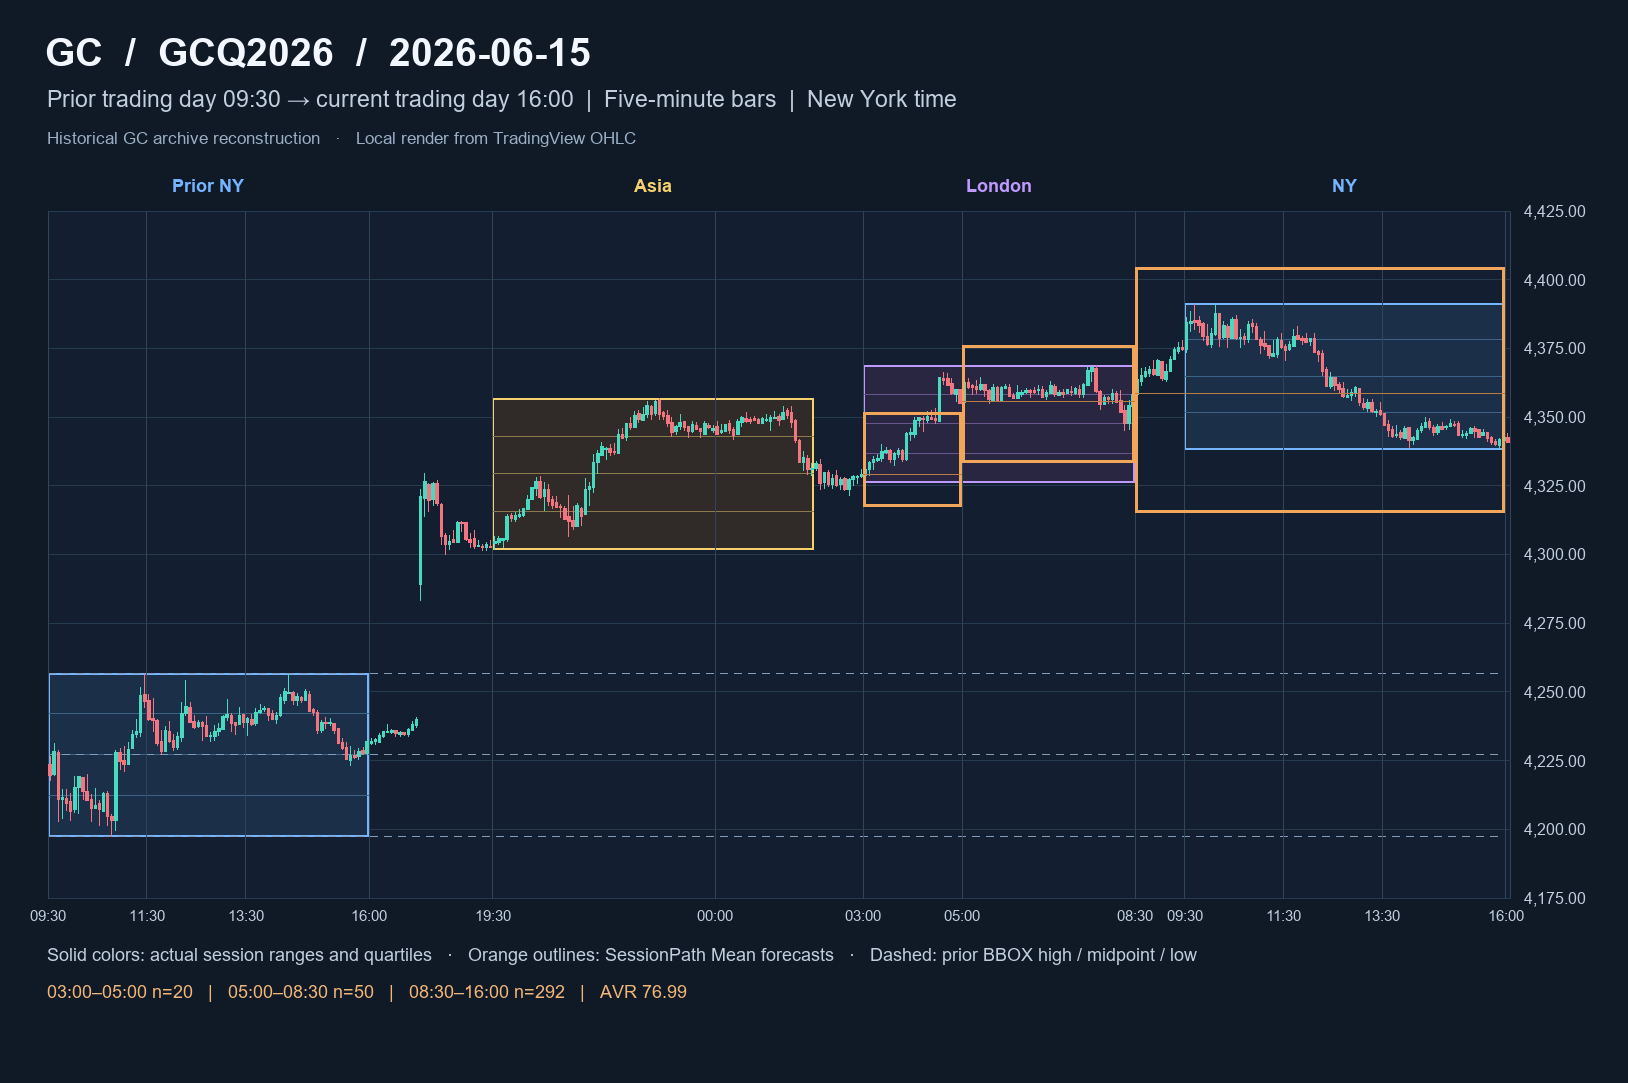 GC / GCQ2026 / 2026-06-15
Prior trading day 09:30 → current trading day 16:00 | Five-minute bars | New York time
Historical GC archive reconstruction · Local render from TradingView OHLC
Prior NY Asia London NY
4,425.00
4,400.00
4,375.00
4,350.00
4,325.00
4,300.00
4,275.00
4,250.00
4,225.00
4,200.00
4,175.00
09:30 11:30 13:30 16:00 19:30 00:00 03:00 05:00 08:30 09:30 11:30 13:30 16:00
Solid colors: actual session ranges and quartiles · Orange outlines: SessionPath Mean forecasts · Dashed: prior BBOX high / midpoint / low
03:00–05:00 n=20 | 05:00–08:30 n=50 | 08:30–16:00 n=292 | AVR 76.99